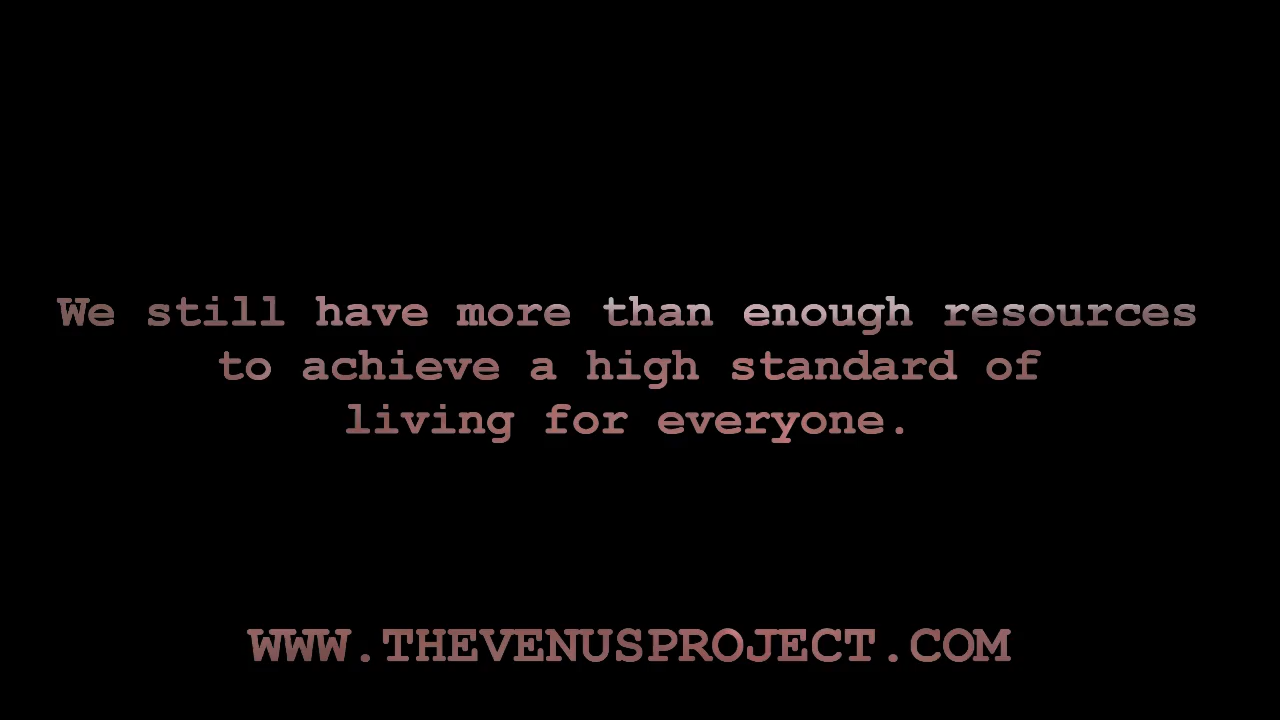 We still have more than enough resources
to achieve a high standard of
living for everyone.
WWW.THEVENUSPROJECT.COM